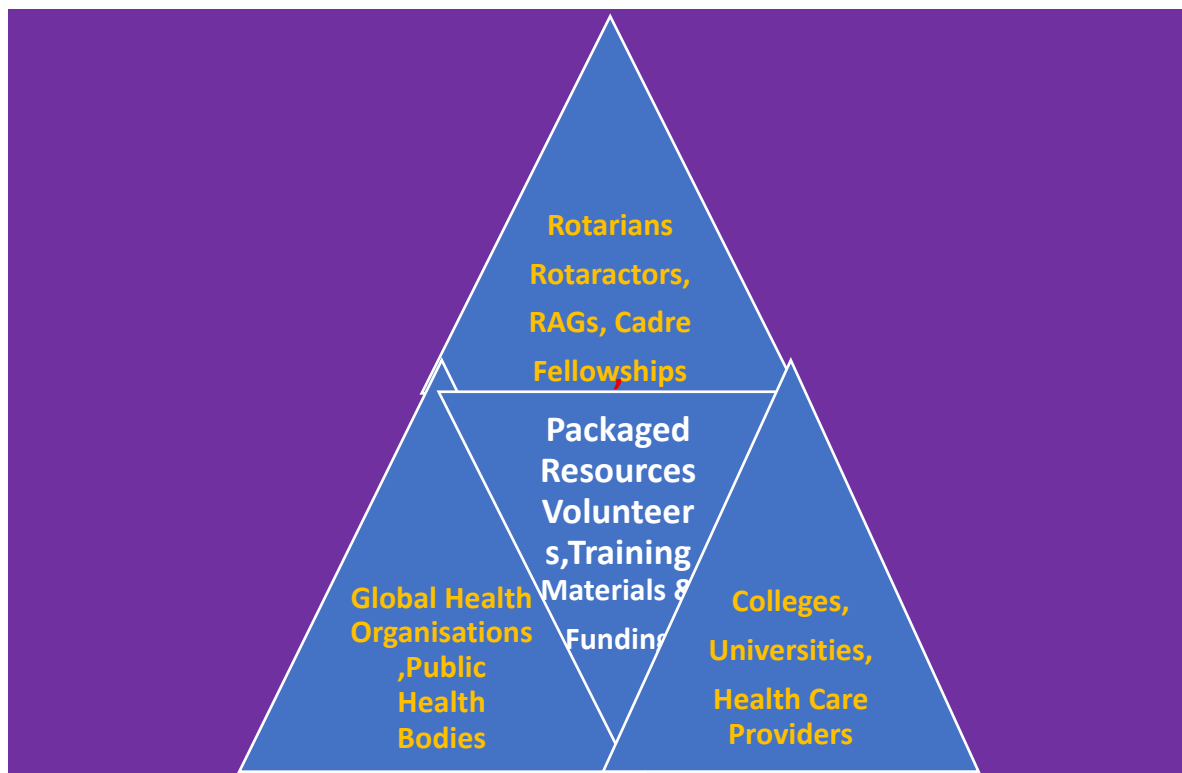 Rotarians
Rotaractors,
RAGs, Cadre
Fellowships
,
Packaged
Resources
Volunteer
s,Training
Materials &
Funding
Global Health
Organisations
,Public
Health
Bodies
Colleges,
Universities,
Health Care
Providers